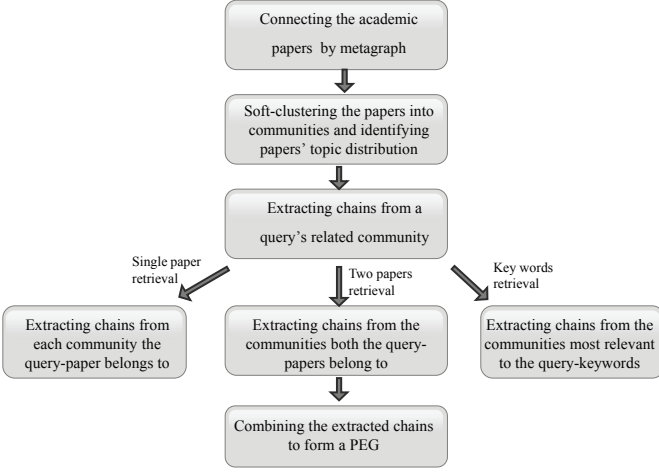 Connecting the academic
papers by metagraph
Soft-clustering the papers into
communities and identifying
papers' topic distribution
Extracting chains from a
query's related community
Single paper
retrieval
Two papers
retrieval
Key words
retrieval
Extracting chains from
each community the
query-paper belongs to
Extracting chains from the
communities both the query-
papers belong to
Extracting chains from the
communities most relevant
to the query-keywords
Combining the extracted chains
to form a PEG